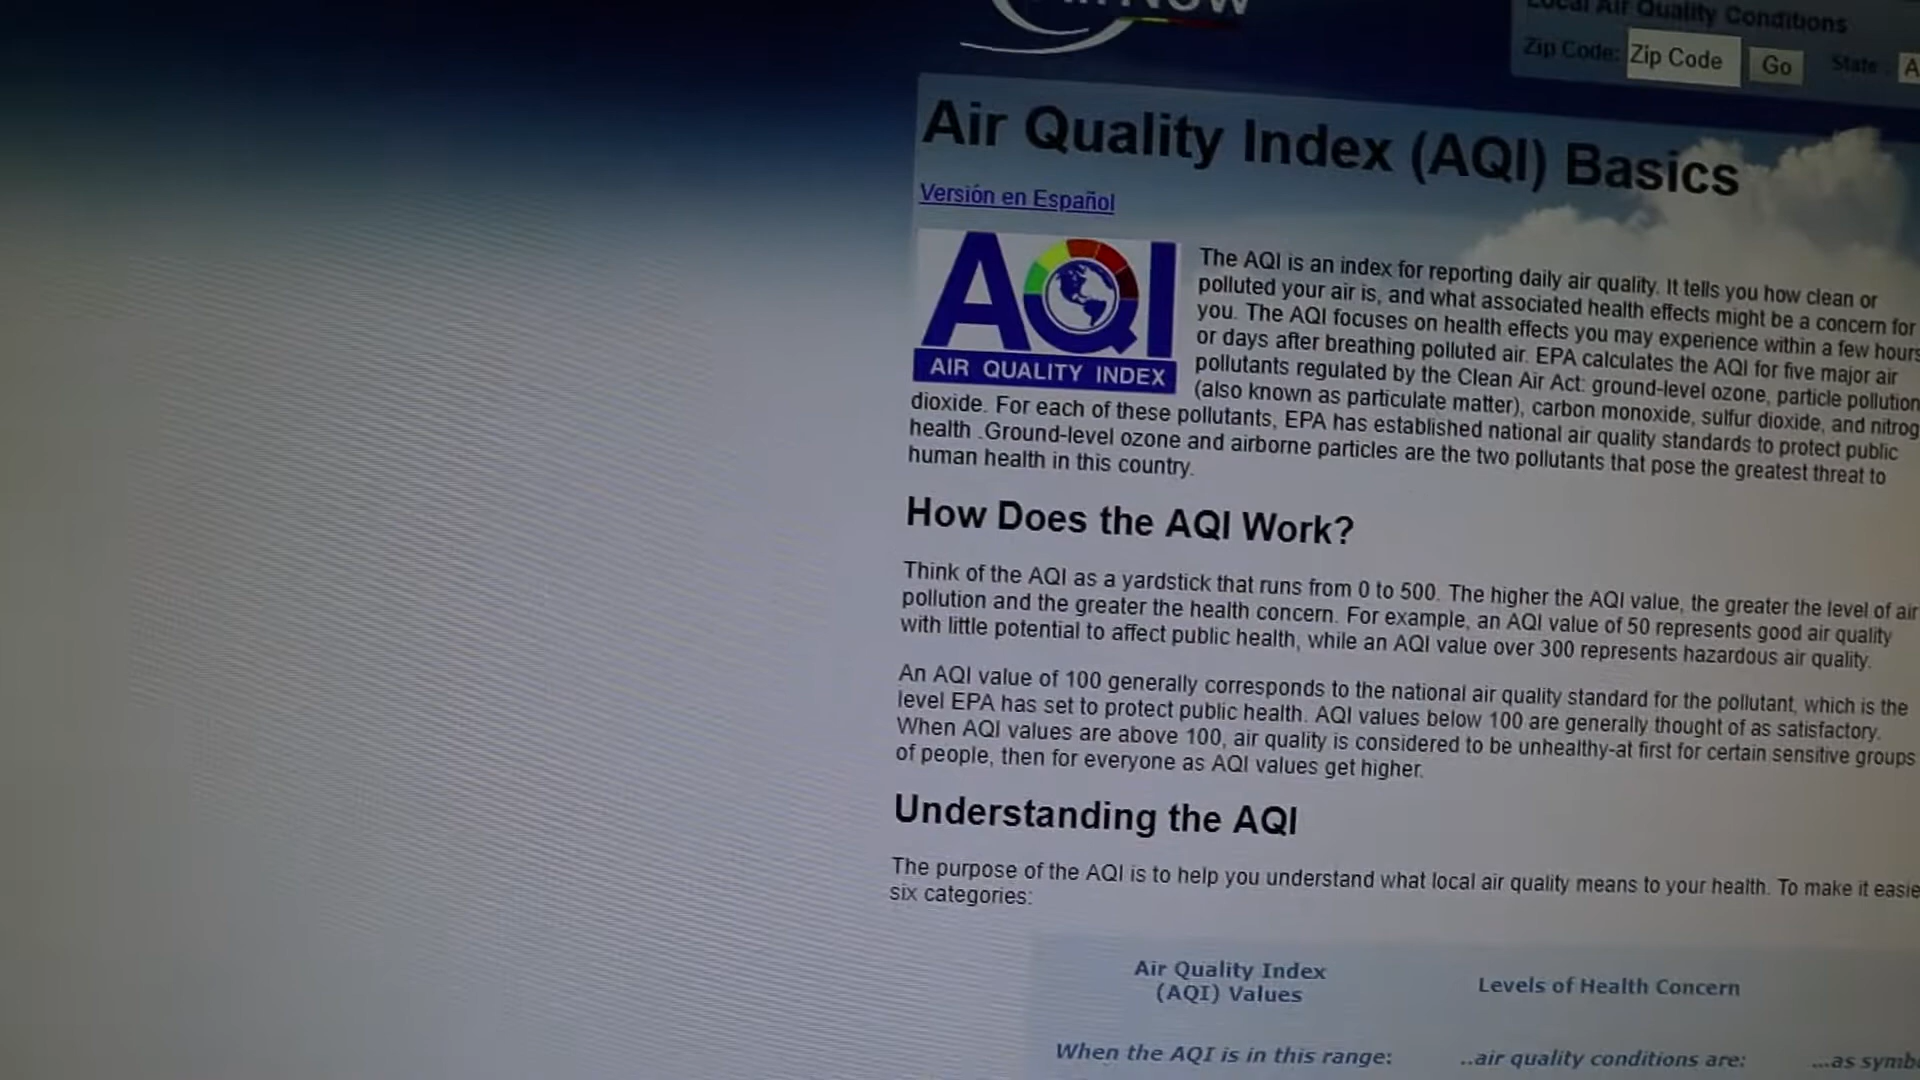 Local Air Quality Conditions
Zip Code: Zip Code Go State : A
Air Quality Index (AQI) Basics
Versión en Español
AQI
AIR QUALITY INDEX
The AQI is an index for reporting daily air quality. It tells you how clean or
polluted your air is, and what associated health effects might be a concern for
you. The AQI focuses on health effects you may experience within a few hours
or days after breathing polluted air. EPA calculates the AQI for five major air
pollutants regulated by the Clean Air Act: ground-level ozone, particle pollution
(also known as particulate matter), carbon monoxide, sulfur dioxide, and nitrog
dioxide. For each of these pollutants, EPA has established national air quality standards to protect public
health .Ground-level ozone and airborne particles are the two pollutants that pose the greatest threat to
human health in this country.
How Does the AQI Work?
Think of the AQI as a yardstick that runs from 0 to 500. The higher the AQI value, the greater the level of air
pollution and the greater the health concern. For example, an AQI value of 50 represents good air quality
with little potential to affect public health, while an AQI value over 300 represents hazardous air quality.
An AQI value of 100 generally corresponds to the national air quality standard for the pollutant, which is the
level EPA has set to protect public health. AQI values below 100 are generally thought of as satisfactory.
When AQI values are above 100, air quality is considered to be unhealthy-at first for certain sensitive groups
of people, then for everyone as AQI values get higher.
Understanding the AQI
The purpose of the AQI is to help you understand what local air quality means to your health. To make it easie
six categories:
Air Quality Index
(AQI) Values
Levels of Health Concern
When the AQI is in this range:
..air quality conditions are:
...as symb